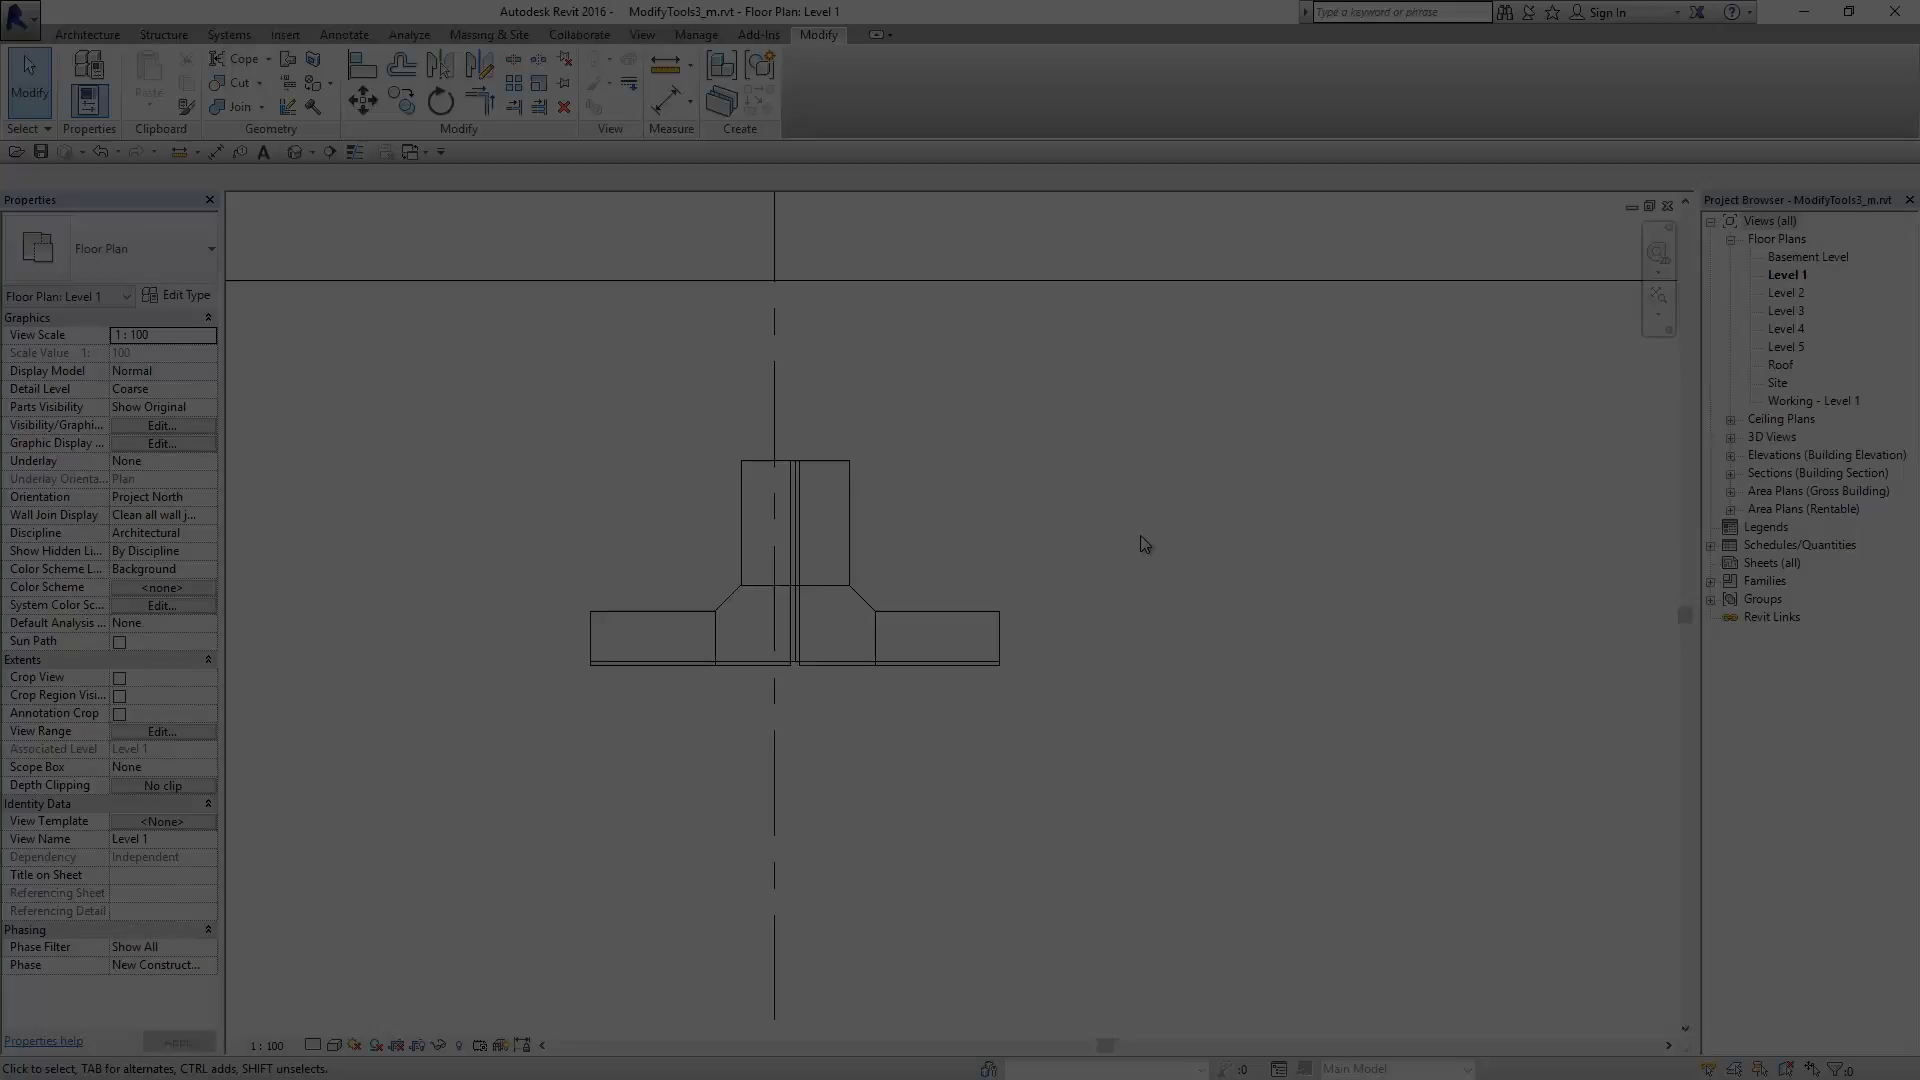 Autodesk Revit 2016 - ModifyTools3_m.rvt - Floor Plan: Level 1
Type a keyword or phrase
Sign In
Architecture Structure Systems Insert Annotate Analyze Massing & Site Collaborate View Manage Add-Ins Modify
Modify
Paste
Cope
Cut
Join
Select Properties Clipboard Geometry Modify View Measure Create
Properties
Floor Plan
Floor Plan: Level 1 Edit Type
Graphics
View Scale 1 : 100
Scale Value 1: 100
Display Model Normal
Detail Level Coarse
Parts Visibility Show Original
Visibility/Graphi... Edit...
Graphic Display ... Edit...
Underlay None
Underlay Orienta... Plan
Orientation Project North
Wall Join Display Clean all wall j...
Discipline Architectural
Show Hidden Li... By Discipline
Color Scheme L... Background
Color Scheme <none>
System Color Sc... Edit...
Default Analysis ... None
Sun Path
Extents
Crop View
Crop Region Visi...
Annotation Crop
View Range Edit...
Associated Level Level 1
Scope Box None
Depth Clipping No clip
Identity Data
View Template <None>
View Name Level 1
Dependency Independent
Title on Sheet
Referencing Sheet
Referencing Detail
Phasing
Phase Filter Show All
Phase New Construct...
Properties help
Project Browser - ModifyTools3_m.rvt
Views (all)
Floor Plans
Basement Level
Level 1
Level 2
Level 3
Level 4
Level 5
Roof
Site
Working - Level 1
Ceiling Plans
3D Views
Elevations (Building Elevation)
Sections (Building Section)
Area Plans (Gross Building)
Area Plans (Rentable)
Legends
Schedules/Quantities
Sheets (all)
Families
Groups
Revit Links
1 : 100
Click to select, TAB for alternates, CTRL adds, SHIFT unselects.
:0
Main Model
:0